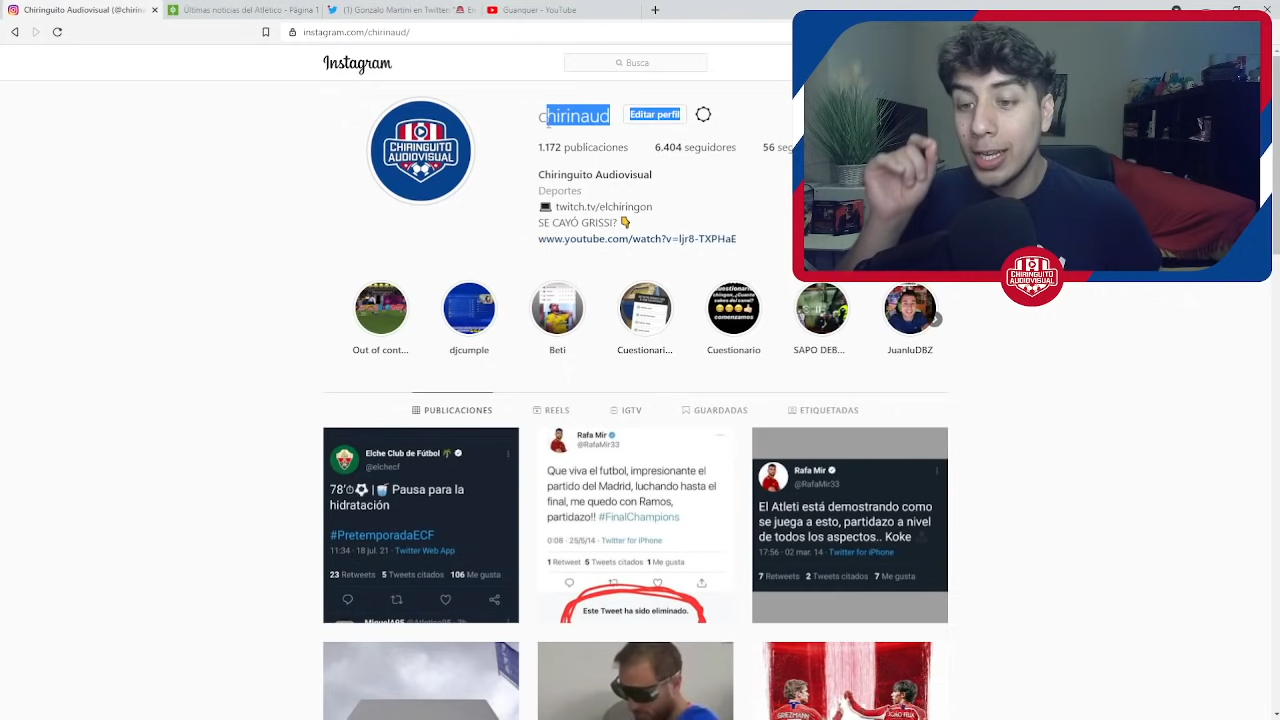 Chiringuito Audiovisual (@chirin
Últimas noticias del Atlético - Página 1
(2) Germinn10 en Twitter:
Guanquer - YouTube
instagram.com/chirinaud/
Instagram
Busca
chirinaud
Editar perfil
1.172 publicaciones
6.404 seguidores
56 seg
Chiringuito Audiovisual
Deportes
💻 twitch.tv/elchiringon
SE CAYÓ GRISSI? 👇
www.youtube.com/watch?v=ljr8-TXPHaE
CHIRINGUITO
AUDIOVISUAL
CHIRINGUITO
AUDIOVISUAL
Out of cont...
djcumple
Beti
Cuestionari...
Cuestionario
SAPO DEB...
JuanluDBZ
comenzamos
PUBLICACIONES
REELS
IGTV
GUARDADAS
ETIQUETADAS
Elche Club de Fútbol 🌴
@elchecf
78'⏱⚽ | 🥤 Pausa para la
hidratación
#PretemporadaECF
11:34 · 18 jul. 21 · Twitter Web App
23 Retweets 5 Tweets citados 106 Me gusta
MiguelA95
Rafa Mir
@RafaMir33
Que viva el futbol, impresionante el
partido del Madrid, luchando hasta el
final, me quedo con Ramos,
partidazo!! #FinalChampions
0:08 · 25/5/14 · Twitter for iPhone
1 Retweet 5 Tweets citados 1 Me gusta
Este Tweet ha sido eliminado.
Rafa Mir
@RafaMir33
El Atleti está demostrando como
se juega a esto, partidazo a nivel
de todos los aspectos.. Koke
17:56 · 02 mar. 14 · Twitter for iPhone
7 Retweets 2 Tweets citados 7 Me gusta
GRIEZMANN
JOÃO FÉLIX